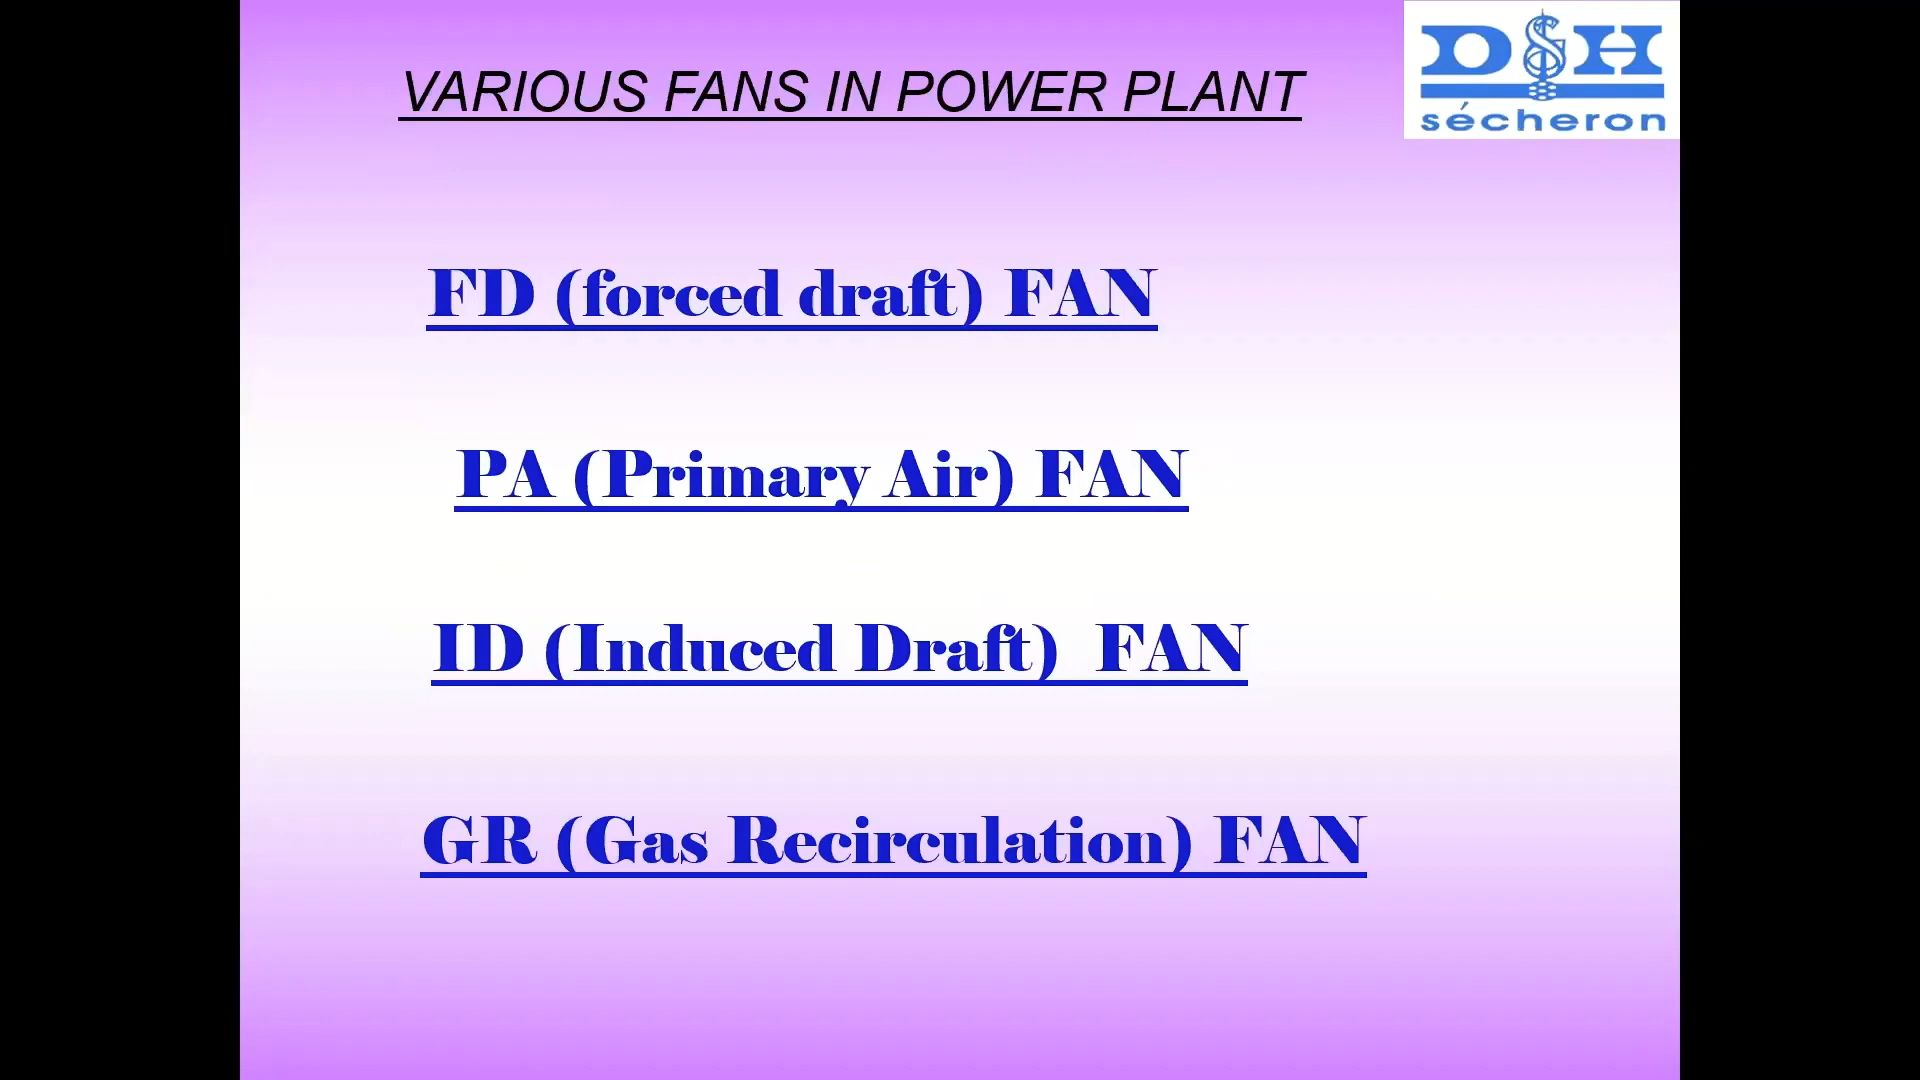 VARIOUS FANS IN POWER PLANT
D&H
sécheron
FD (forced draft) FAN
PA (Primary Air) FAN
ID (Induced Draft) FAN
GR (Gas Recirculation) FAN